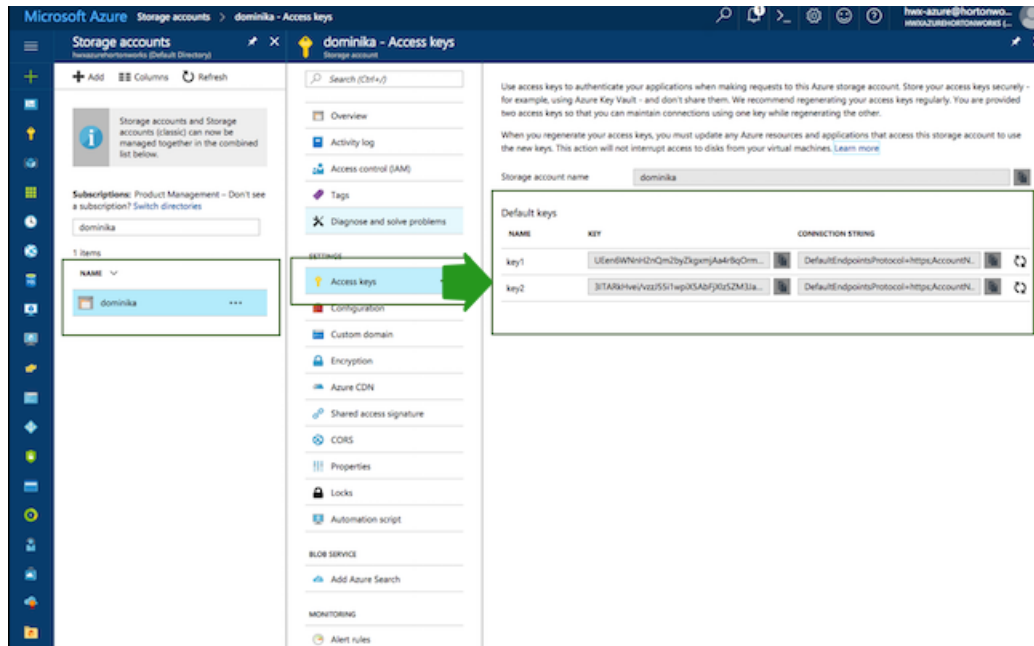 Microsoft Azure Storage accounts > dominika - Access keys
hwx-azure@hortonwo...
HWXAZUREHORTONWORKS (...
Storage accounts
hwxazurehortonworks (Default Directory)
Add Columns Refresh
Storage accounts and Storage
accounts (classic) can now be
managed together in the combined
list below.
Subscriptions: Product Management – Don't see
a subscription? Switch directories
dominika
1 items
NAME
dominika
...
dominika - Access keys
Storage account
Search (Ctrl+/)
Overview
Activity log
Access control (IAM)
Tags
Diagnose and solve problems
SETTINGS
Access keys
Configuration
Custom domain
Encryption
Azure CDN
Shared access signature
CORS
Properties
Locks
Automation script
BLOB SERVICE
Add Azure Search
MONITORING
Alert rules
Use access keys to authenticate your applications when making requests to this Azure storage account. Store your access keys securely -
for example, using Azure Key Vault - and don't share them. We recommend regenerating your access keys regularly. You are provided
two access keys so that you can maintain connections using one key while regenerating the other.
When you regenerate your access keys, you must update any Azure resources and applications that access this storage account to use
the new keys. This action will not interrupt access to disks from your virtual machines. Learn more
Storage account name dominika
Default keys
NAME KEY CONNECTION STRING
key1 DefaultEndpointsProtocol=https;AccountN...
key2 DefaultEndpointsProtocol=https;AccountN...